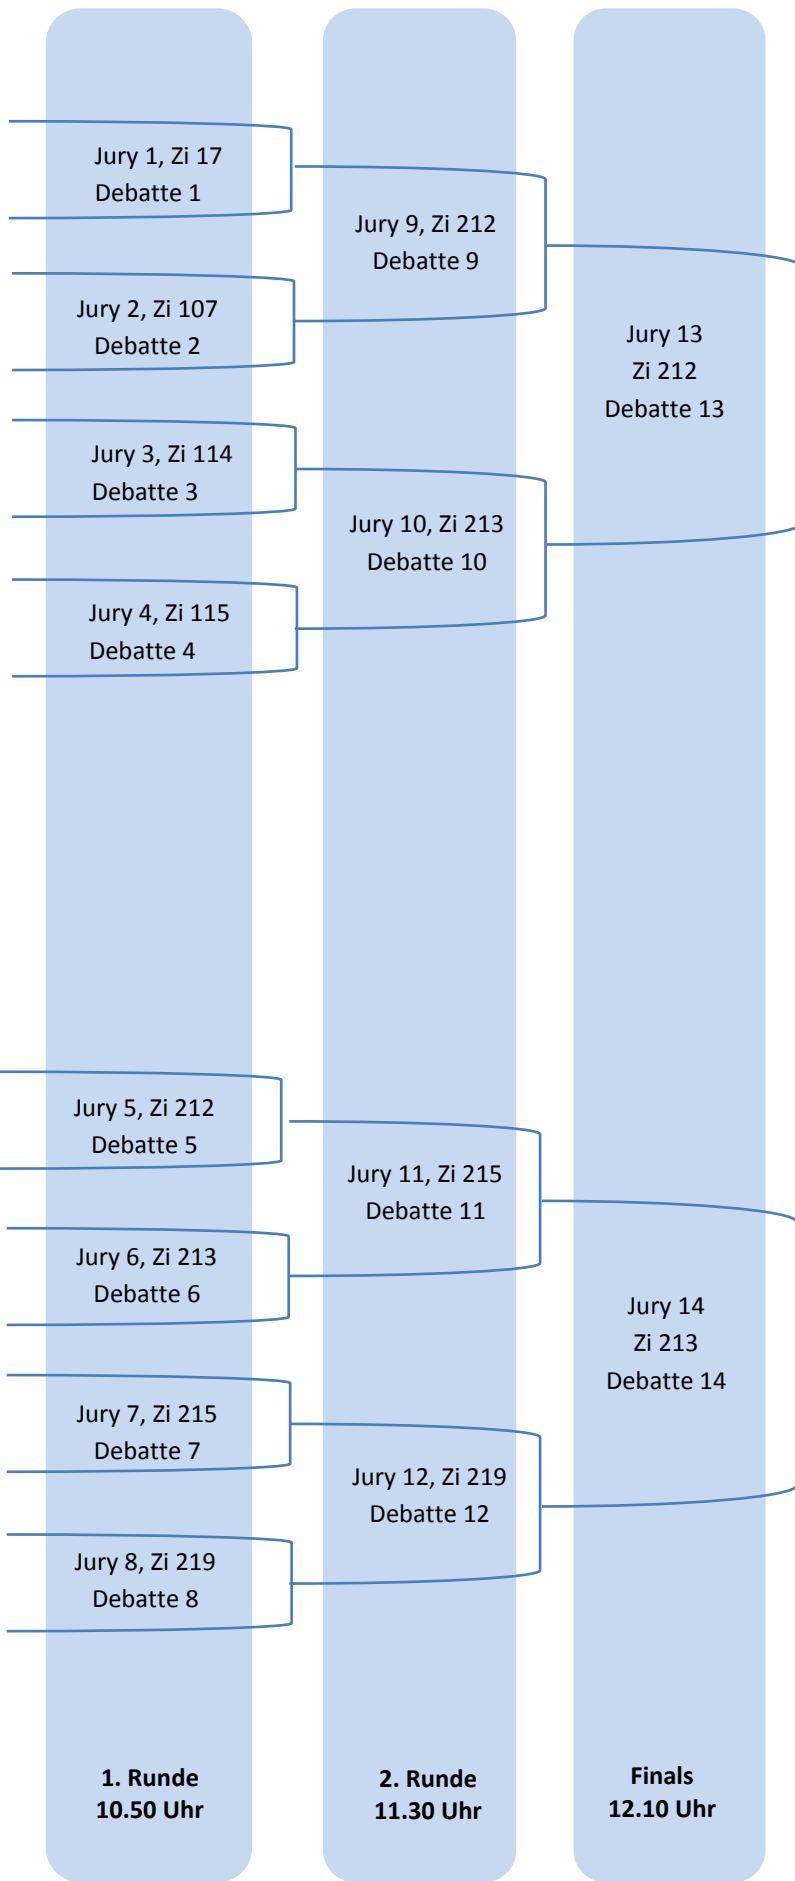 Jury 1, Zi 17
Debatte 1
Jury 2, Zi 107
Debatte 2
Jury 3, Zi 114
Debatte 3
Jury 4, Zi 115
Debatte 4
Jury 5, Zi 212
Debatte 5
Jury 6, Zi 213
Debatte 6
Jury 7, Zi 215
Debatte 7
Jury 8, Zi 219
Debatte 8
1. Runde
10.50 Uhr
Jury 9, Zi 212
Debatte 9
Jury 10, Zi 213
Debatte 10
Jury 11, Zi 215
Debatte 11
Jury 12, Zi 219
Debatte 12
2. Runde
11.30 Uhr
Jury 13
Zi 212
Debatte 13
Jury 14
Zi 213
Debatte 14
Finals
12.10 Uhr